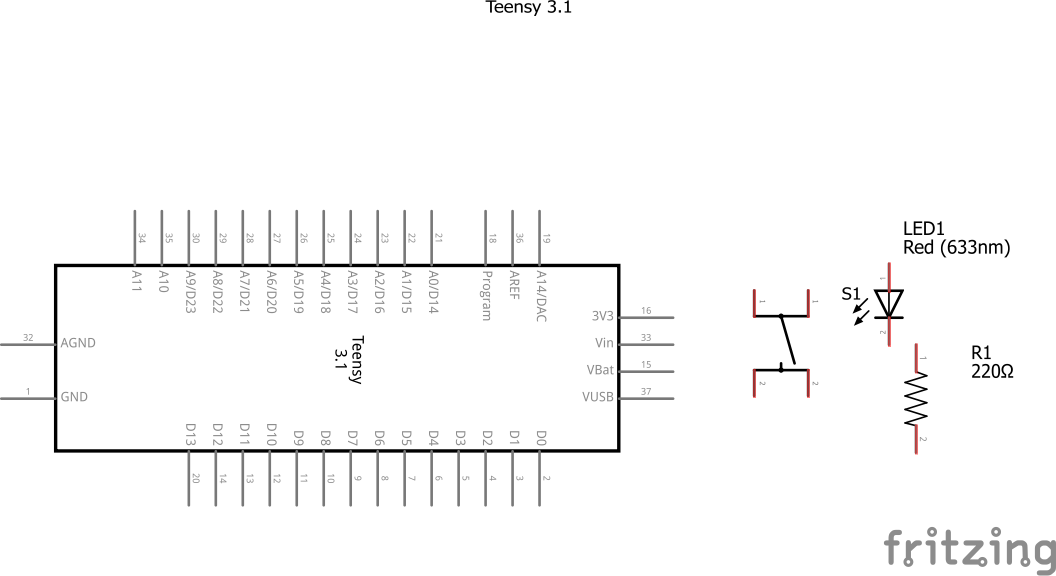 Teensy 3.1
34 35 30 29 28 27 26 25 24 23 22 21 18 36 19
A11 A10 A9/D23 A8/D22 A7/D21 A6/D20 A5/D19 A4/D18 A3/D17 A2/D16 A1/D15 A0/D14 Program AREF A14/DAC
LED1
Red (633nm)
1
S1
1 1
3V3 16
32 AGND
Vin 33
2
Teensy
3.1
R1
220Ω
1
VBat 15
2 2
1 GND
VUSB 37
2
D13 D12 D11 D10 D9 D8 D7 D6 D5 D4 D3 D2 D1 D0
20 14 13 12 11 10 9 8 7 6 5 4 3 2
fritzing